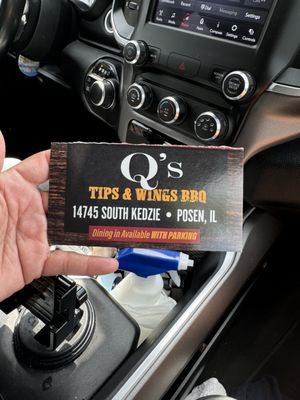 Q's
TIPS & WINGS BBQ
14745 SOUTH KEDZIE • POSEN, IL
Dining in Available WITH PARKING